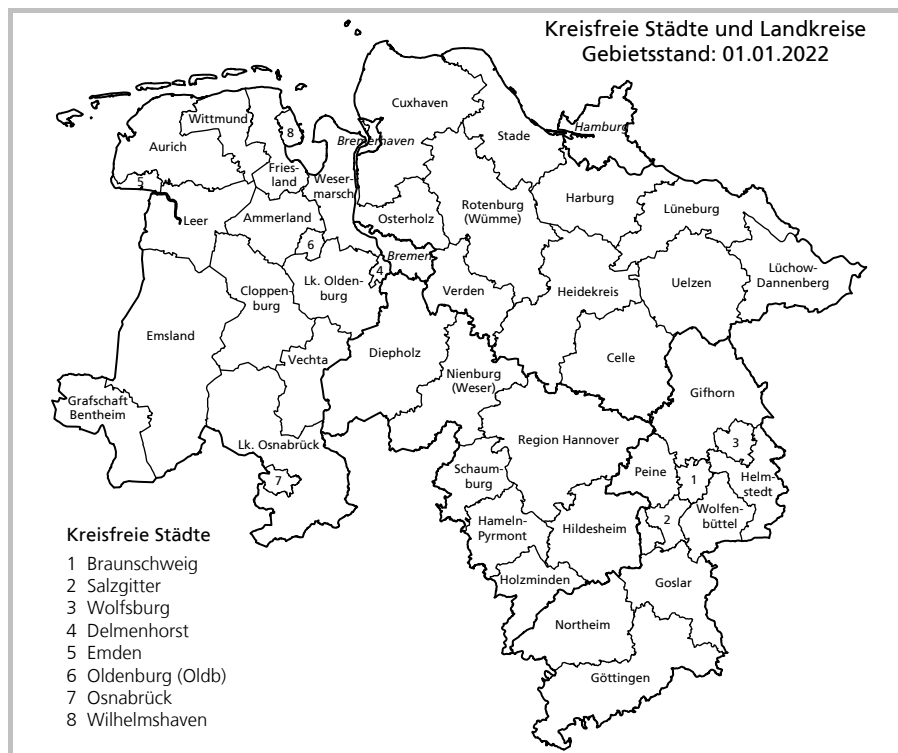 Kreisfreie Städte und Landkreise
Gebietsstand: 01.01.2022
Cuxhaven
Wittmund
8
Bremerhaven
Stade
Hamburg
Aurich
5
Fries-
land
Weser-
marsch
Leer
Ammerland
6
Osterholz
Rotenburg
(Wümme)
Harburg
Lüneburg
Bremen
4
Lk. Olden-
burg
Cloppen-
burg
Verden
Heidekreis
Uelzen
Lüchow-
Dannenberg
Emsland
Vechta
Diepholz
Nienburg
(Weser)
Celle
Gifhorn
Grafschaft
Bentheim
Lk. Osnabrück
7
Region Hannover
3
Schaum-
burg
Peine
1
Helm-
stedt
2
Wolfen-
büttel
Hameln-
Pyrmont
Hildesheim
Holzminden
Goslar
Northeim
Göttingen
Kreisfreie Städte
1 Braunschweig
2 Salzgitter
3 Wolfsburg
4 Delmenhorst
5 Emden
6 Oldenburg (Oldb)
7 Osnabrück
8 Wilhelmshaven